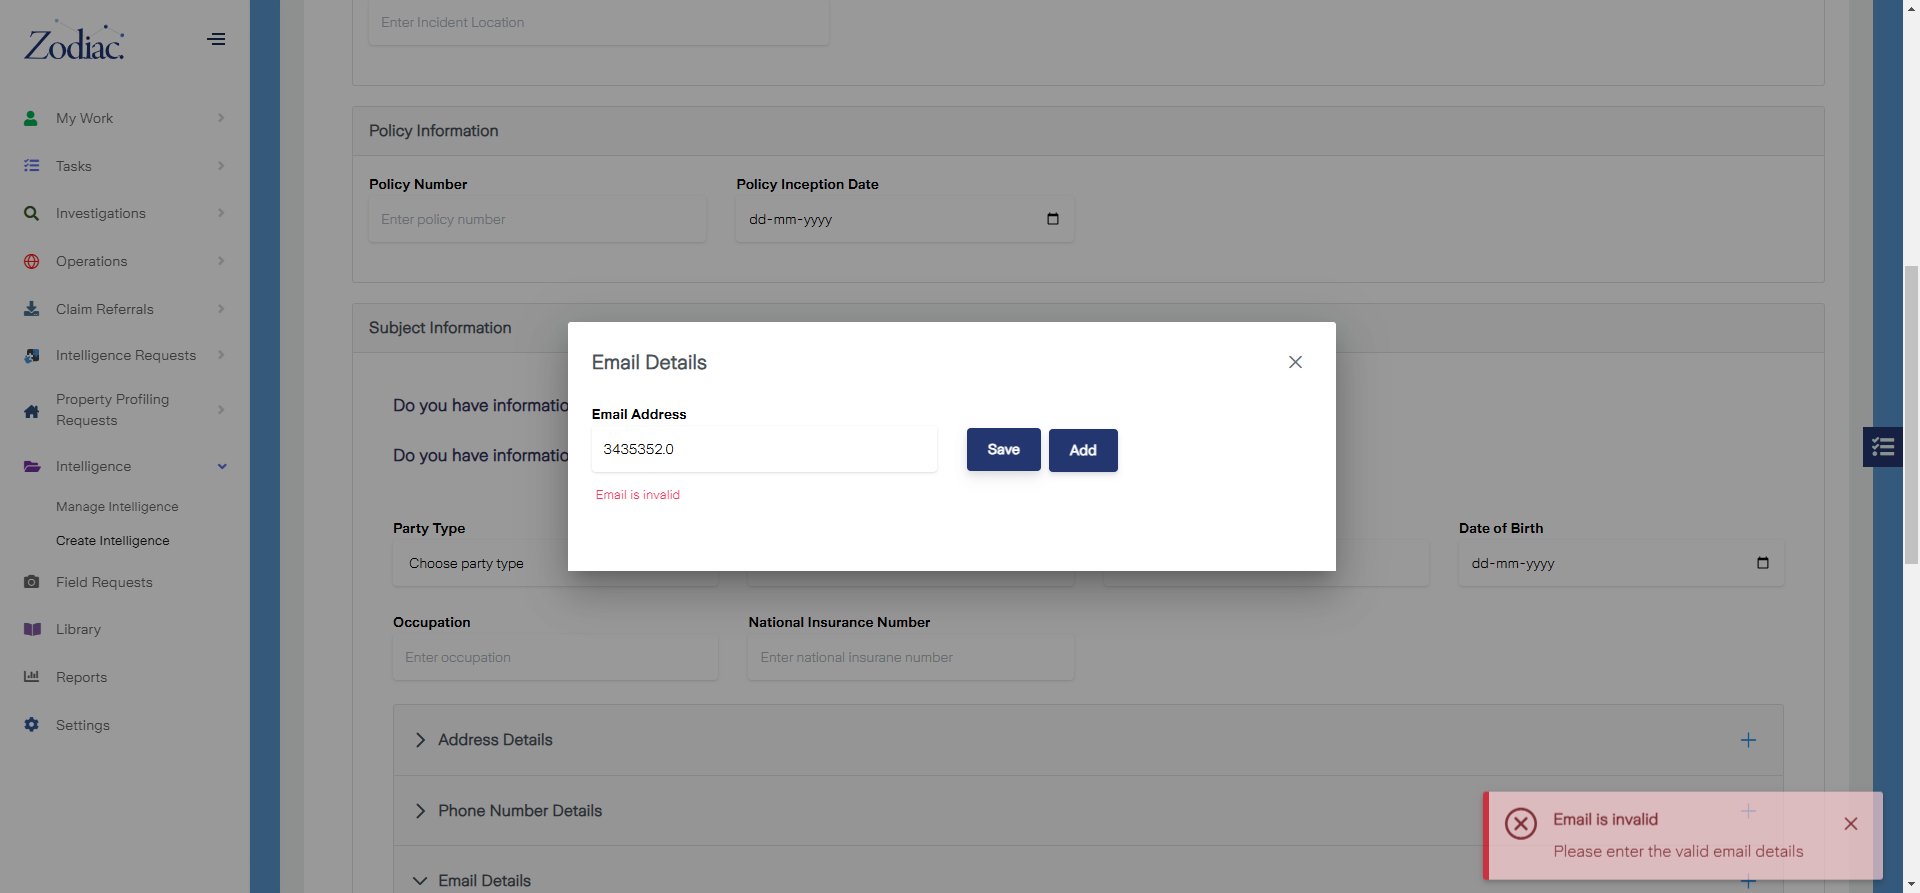 Zodiac.
My Work
Tasks
Investigations
Operations
Claim Referrals
Intelligence Requests
Property Profiling
Requests
Intelligence
Manage Intelligence
Create Intelligence
Field Requests
Library
Reports
Settings
Enter Incident Location
Policy Information
Policy Number
Policy Inception Date
Enter policy number
dd-mm-yyyy
Subject Information
Do you have informatio
Do you have informatio
Email Details
Email Address
3435352.0
Save
Add
Email is invalid
Party Type
Date of Birth
Choose party type
dd-mm-yyyy
Occupation
National Insurance Number
Enter occupation
Enter national insurane number
Address Details
Phone Number Details
Email Details
Email is invalid
Please enter the valid email details